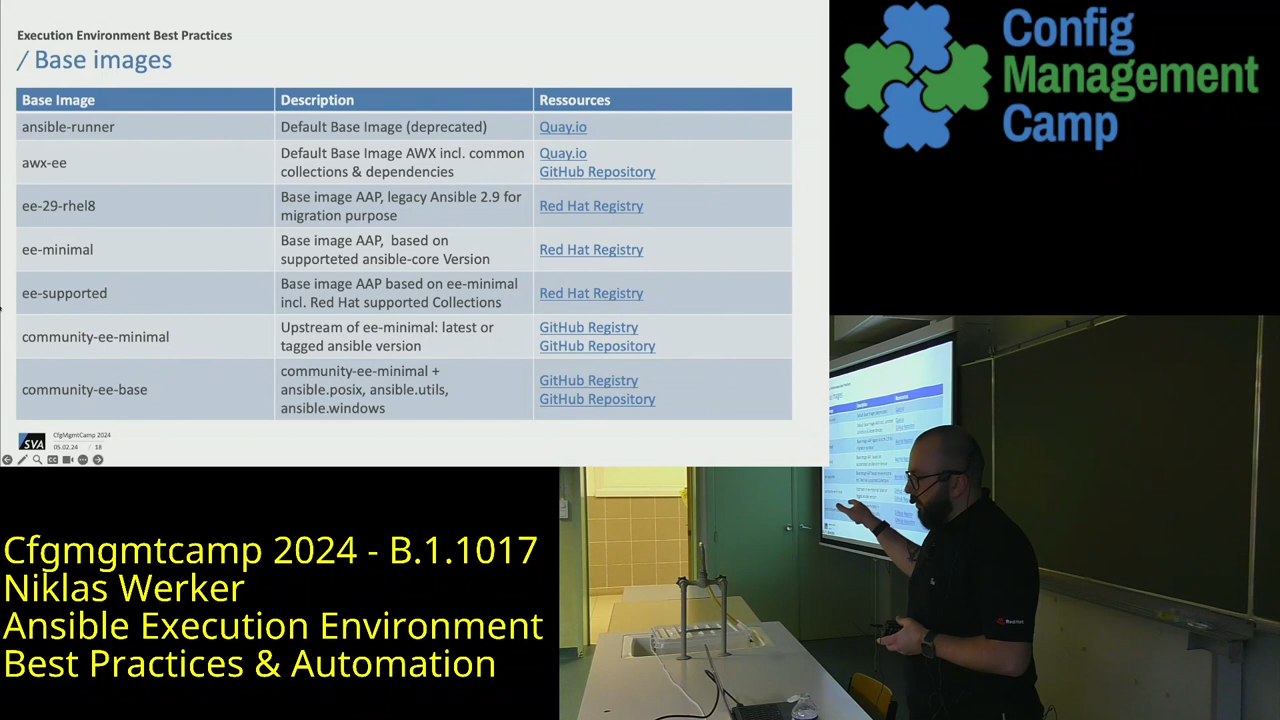 Execution Environment Best Practices
/ Base images
Base Image Description Ressources
ansible-runner Default Base Image (deprecated) Quay.io
awx-ee Default Base Image AWX incl. common collections & dependencies Quay.io GitHub Repository
ee-29-rhel8 Base image AAP, legacy Ansible 2.9 for migration purpose Red Hat Registry
ee-minimal Base image AAP, based on supporteted ansible-core Version Red Hat Registry
ee-supported Base image AAP based on ee-minimal incl. Red Hat supported Collections Red Hat Registry
community-ee-minimal Upstream of ee-minimal: latest or tagged ansible version GitHub Registry GitHub Repository
community-ee-base community-ee-minimal + ansible.posix, ansible.utils, ansible.windows GitHub Registry GitHub Repository
SVA
CfgMgmtCamp 2024
05.02.24 / 18
Config
Management
Camp
Red Hat
Cfgmgmtcamp 2024 - B.1.1017
Niklas Werker
Ansible Execution Environment
Best Practices & Automation